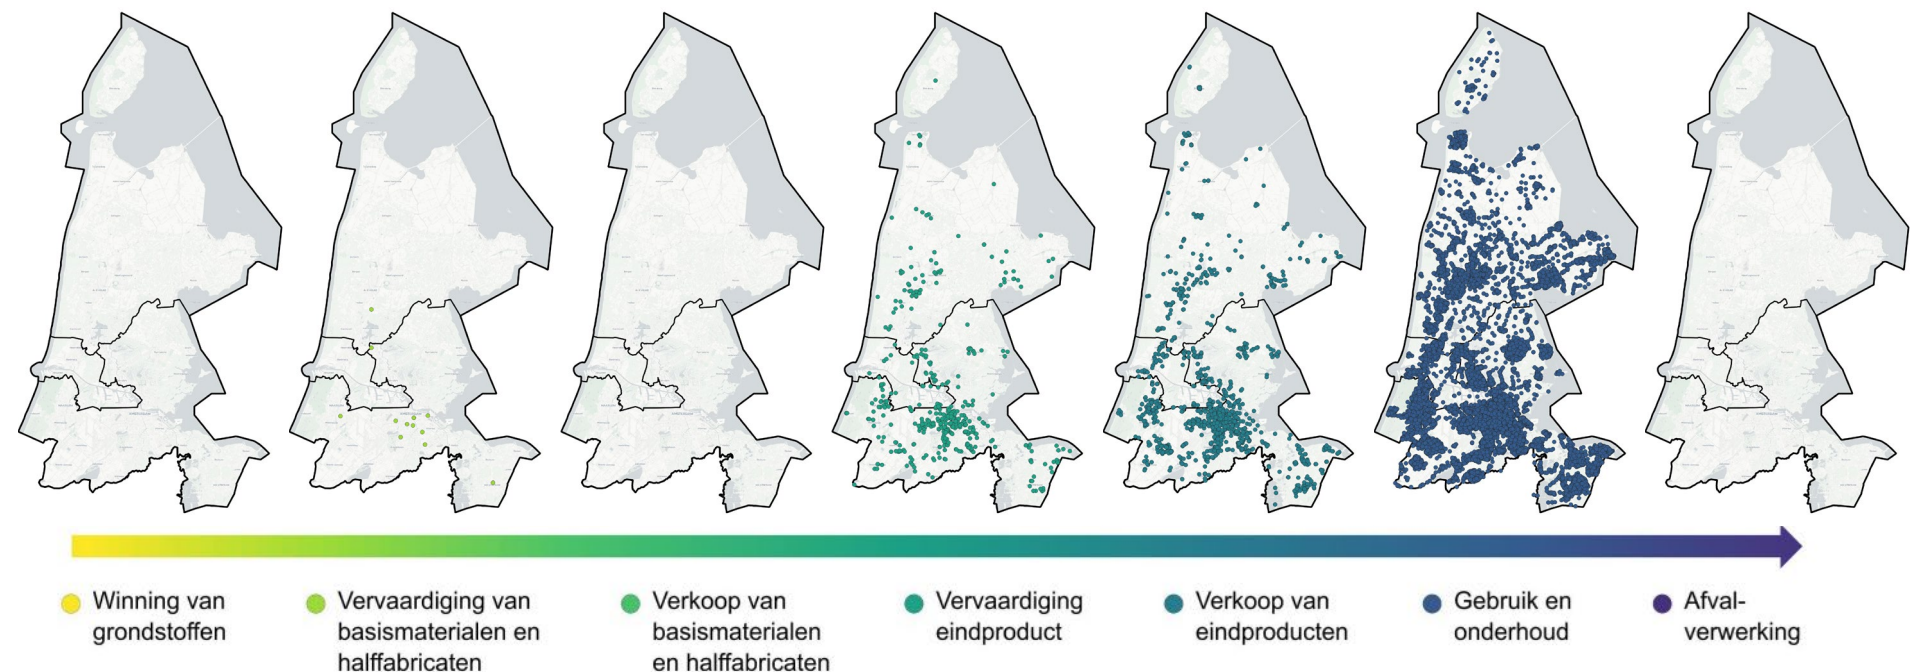 Winning van
grondstoffen
Vervaardiging van
basismaterialen en
halffabricaten
Verkoop van
basismaterialen
en halffabricaten
Vervaardiging
eindproduct
Verkoop van
eindproducten
Gebruik en
onderhoud
Afval-
verwerking